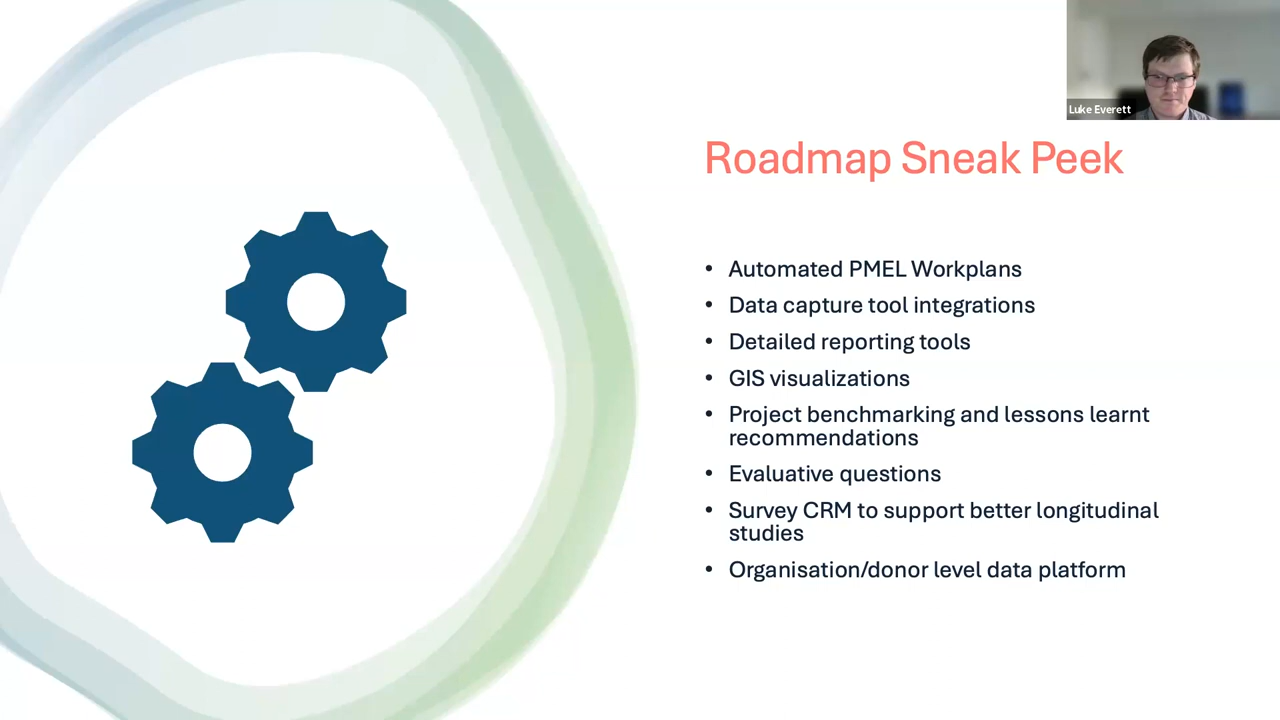 Luke Everett
Roadmap Sneak Peek
• Automated PMEL Workplans
• Data capture tool integrations
• Detailed reporting tools
• GIS visualizations
• Project benchmarking and lessons learnt
recommendations
• Evaluative questions
• Survey CRM to support better longitudinal
studies
• Organisation/donor level data platform